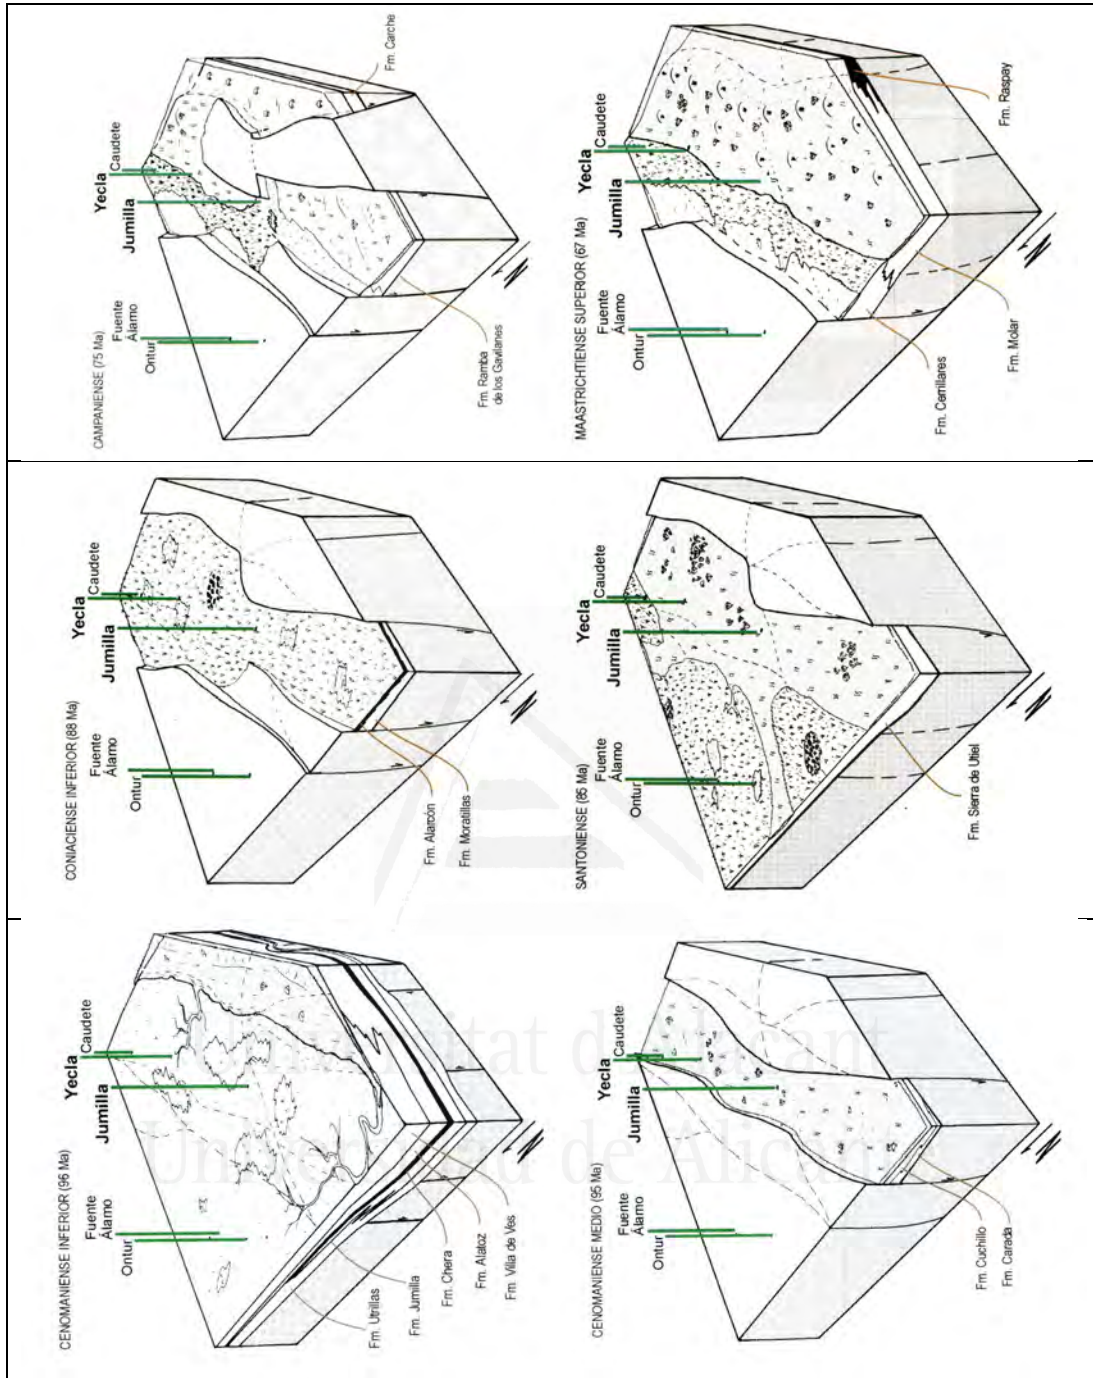 CENOMANIENSE INFERIOR (96 Ma)
Fuente
Álamo
Ontur
Yecla
Caudete
Jumilla
Fm. Utrillas
Fm. Jumilla
Fm. Chera
Fm. Alatoz
Fm. Villa de Ves
CENOMANIENSE MEDIO (95 Ma)
Fuente
Álamo
Ontur
Yecla
Caudete
Jumilla
Fm. Cuchillo
Fm. Carada
CONIACIENSE INFERIOR (88 Ma)
Fuente
Álamo
Ontur
Yecla
Caudete
Jumilla
Fm. Alarcón
Fm. Moratillas
SANTONIENSE (85 Ma)
Fuente
Álamo
Ontur
Yecla
Caudete
Jumilla
Fm. Sierra de Utiel
CAMPANIENSE (75 Ma)
Fuente
Álamo
Ontur
Yecla
Caudete
Jumilla
Fm. Carche
Fm. Ramba
de los Gavilanes
MAASTRICHTIENSE SUPERIOR (67 Ma)
Fuente
Álamo
Ontur
Yecla
Caudete
Jumilla
Fm. Raspay
Fm. Molar
Fm. Cerrillares
Universitat d'Alacant
Universidad de Alicante